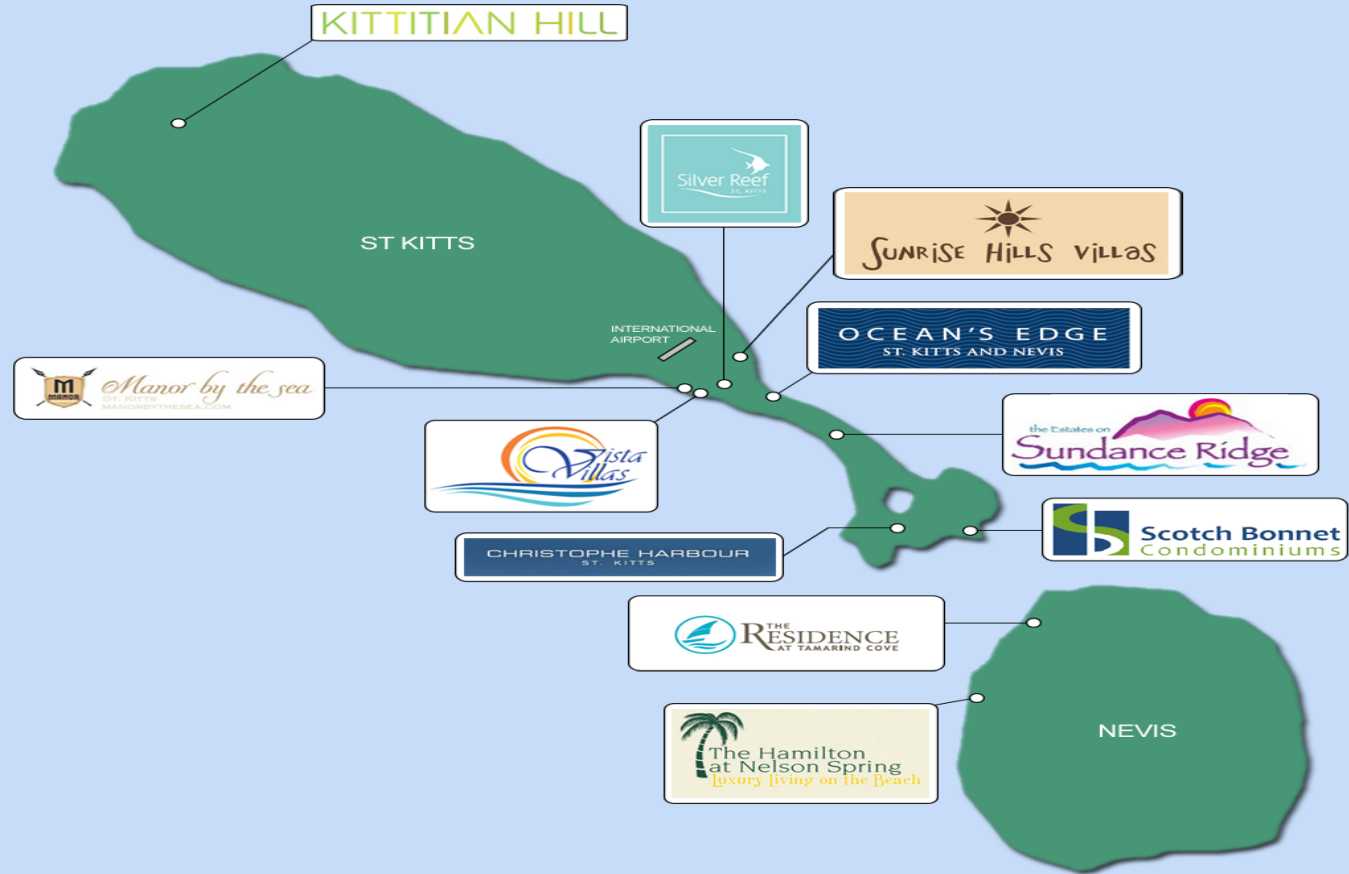 KITTITIAN HILL
Silver Reef
ST. KITTS
SUNRiSE HiLLS ViLLaS
ST KITTS
INTERNATIONAL
AIRPORT
OCEAN'S EDGE
ST. KITTS AND NEVIS
M
MANOR
Manor by the sea
ST. KITTS
MANORBYTHESEA.COM
the Estates on
Sundance Ridge
Vista
Villas
Scotch Bonnet
Condominiums
CHRISTOPHE HARBOUR
ST. KITTS
THE
RESIDENCE
AT TAMARIND COVE
The Hamilton
at Nelson Spring
Luxury Living on the Beach
NEVIS